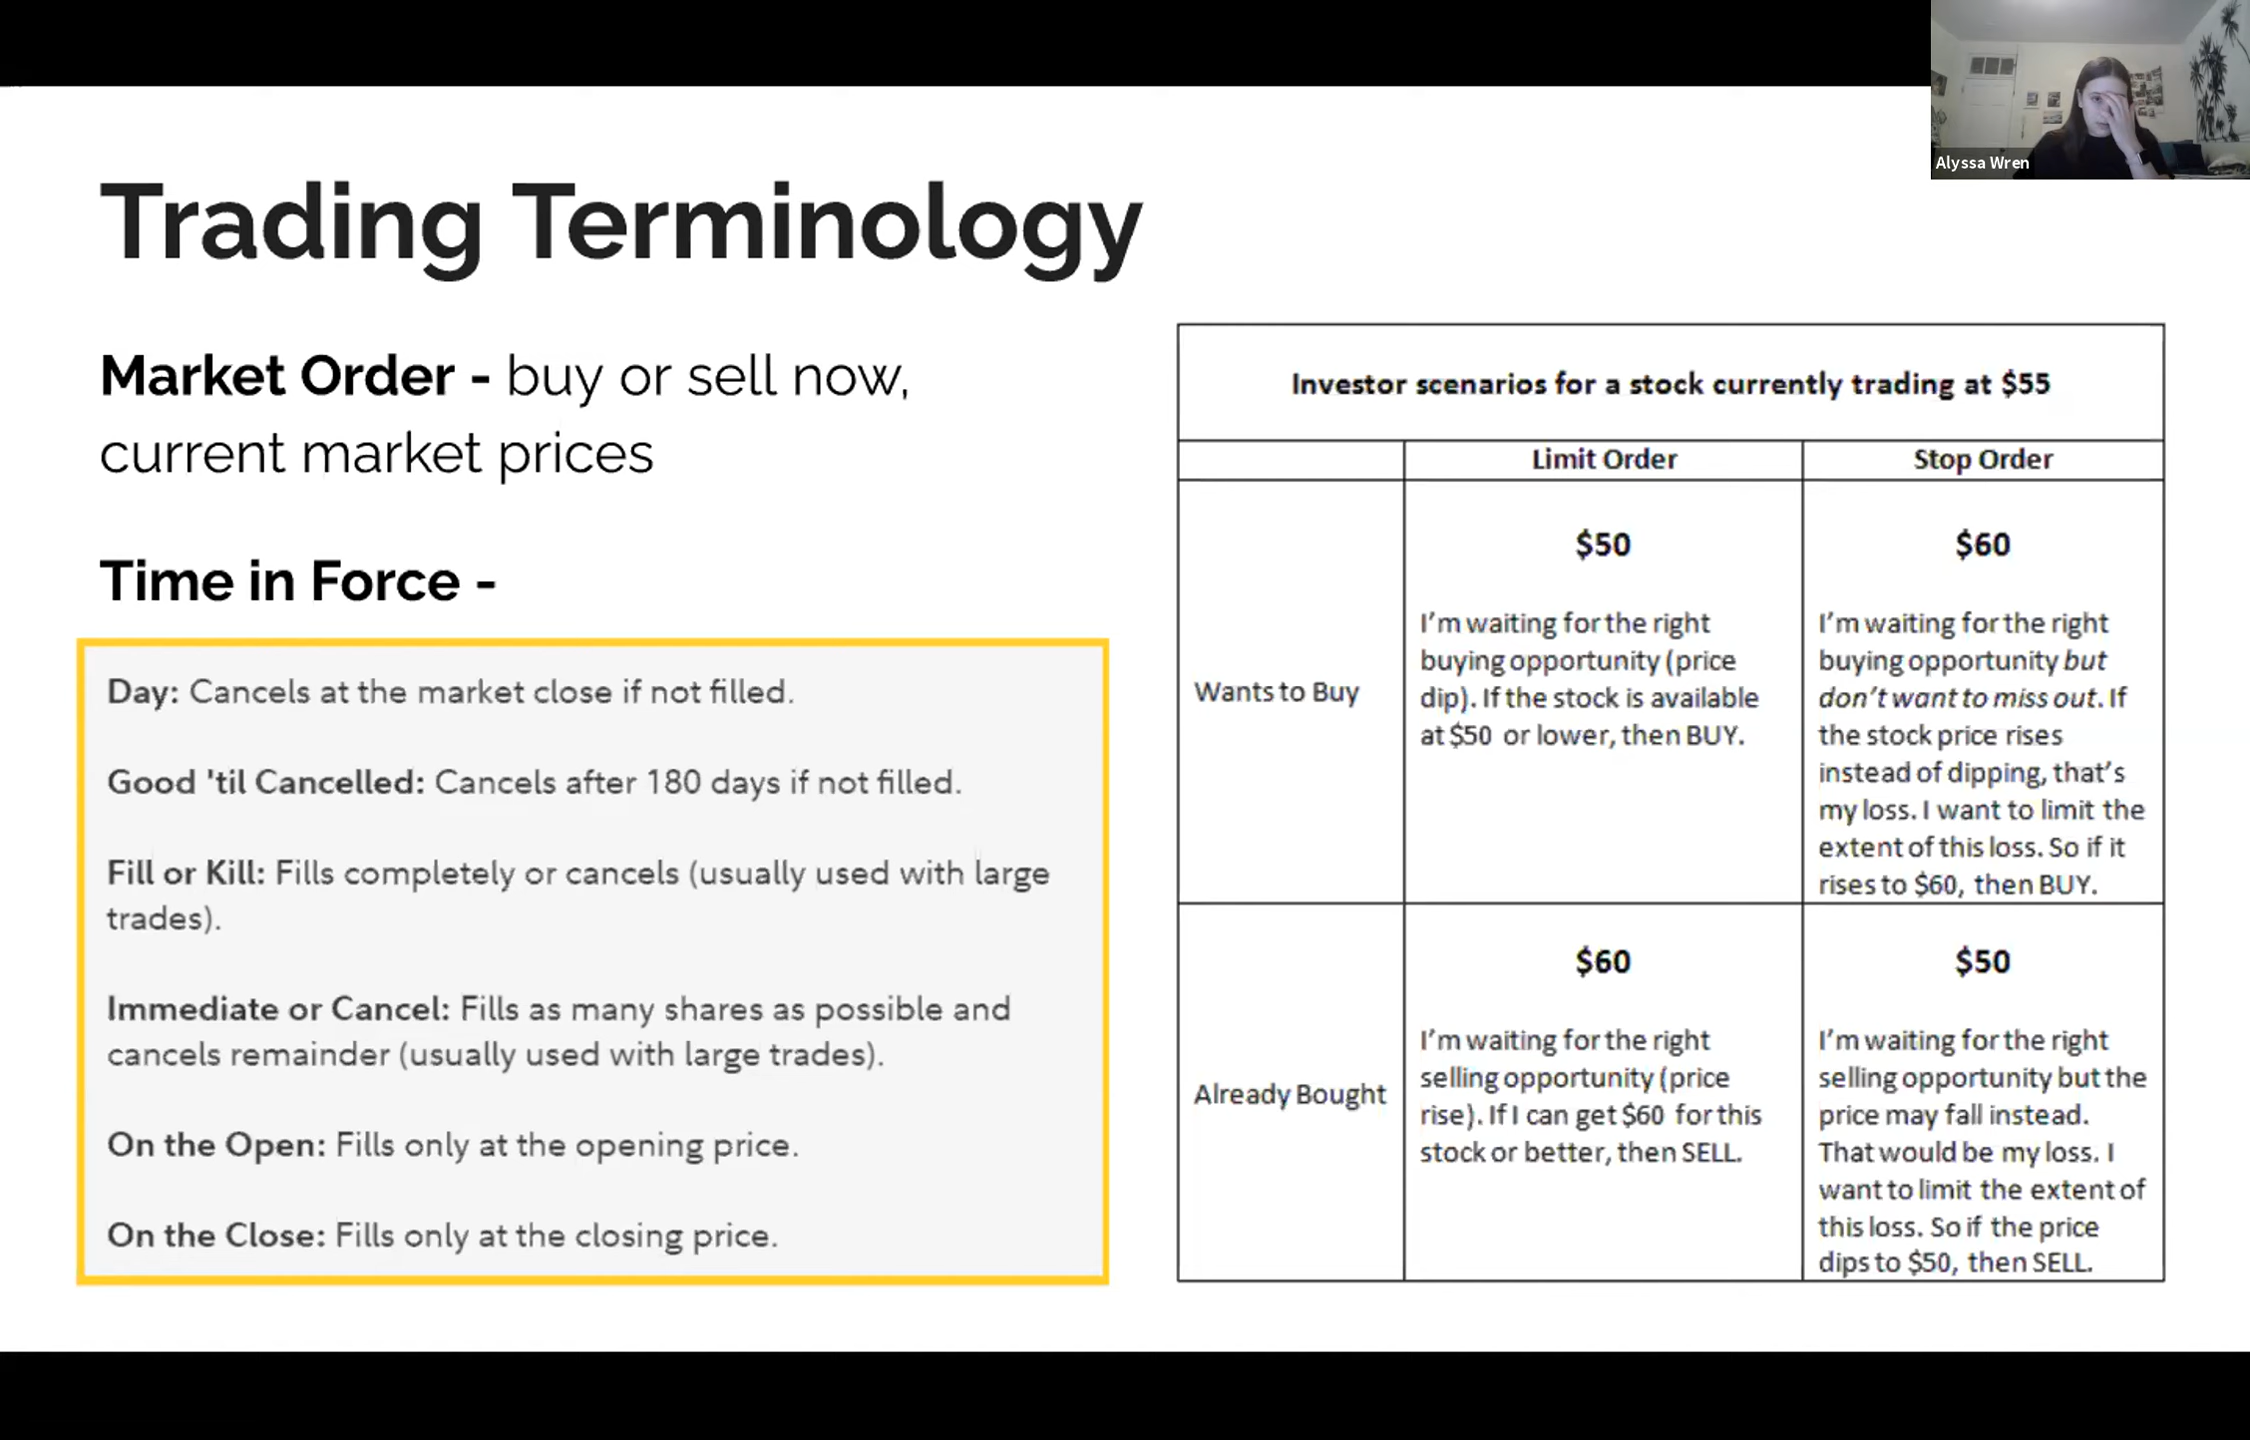 Alyssa Wren
Trading Terminology
Market Order - buy or sell now,
current market prices
Time in Force -
Day: Cancels at the market close if not filled.
Good 'til Cancelled: Cancels after 180 days if not filled.
Fill or Kill: Fills completely or cancels (usually used with large
trades).
Immediate or Cancel: Fills as many shares as possible and
cancels remainder (usually used with large trades).
On the Open: Fills only at the opening price.
On the Close: Fills only at the closing price.
Investor scenarios for a stock currently trading at $55
Limit Order
Stop Order
Wants to Buy
$50
I'm waiting for the right
buying opportunity (price
dip). If the stock is available
at $50 or lower, then BUY.
$60
I'm waiting for the right
buying opportunity but
don't want to miss out. If
the stock price rises
instead of dipping, that's
my loss. I want to limit the
extent of this loss. So if it
rises to $60, then BUY.
Already Bought
$60
I'm waiting for the right
selling opportunity (price
rise). If I can get $60 for this
stock or better, then SELL.
$50
I'm waiting for the right
selling opportunity but the
price may fall instead.
That would be my loss. I
want to limit the extent of
this loss. So if the price
dips to $50, then SELL.